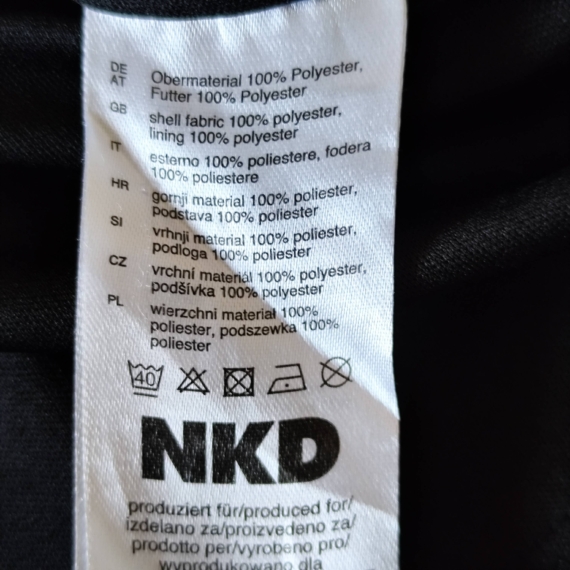 DE
AT
Obermaterial 100% Polyester,
Futter 100% Polyester
GB
shell fabric 100% polyester,
lining 100% polyester
IT
esterno 100% poliestere, fodera
100% poliestere
HR
gornji material 100% poliester,
podstava 100% poliester
SI
vrhnji material 100% poliester,
podloga 100% poliester
CZ
vrchní materiál 100% polyester,
podšívka 100% polyester
PL
wierzchni materiał 100%
poliester, podszewka 100%
poliester
40
NKD
produziert für/produced for/
izdelano za/proizvedeno za/
prodotto per/vyrobeno pro/
wyprodukowano dla